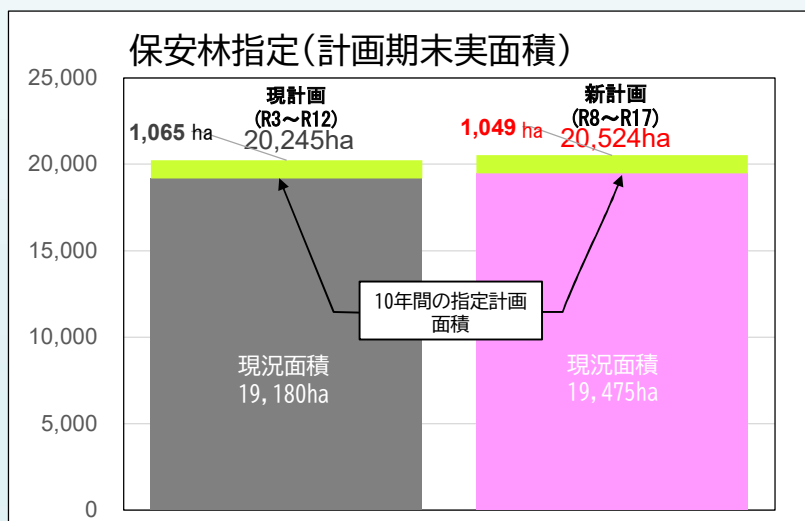 保安林指定(計画期末実面積)
25,000
20,000
15,000
10,000
5,000
0
現計画
(R3～R12)
1,065 ha
20,245ha
新計画
(R8～R17)
1,049 ha
20,524ha
10年間の指定計画
面積
現況面積
19,180ha
現況面積
19,475ha